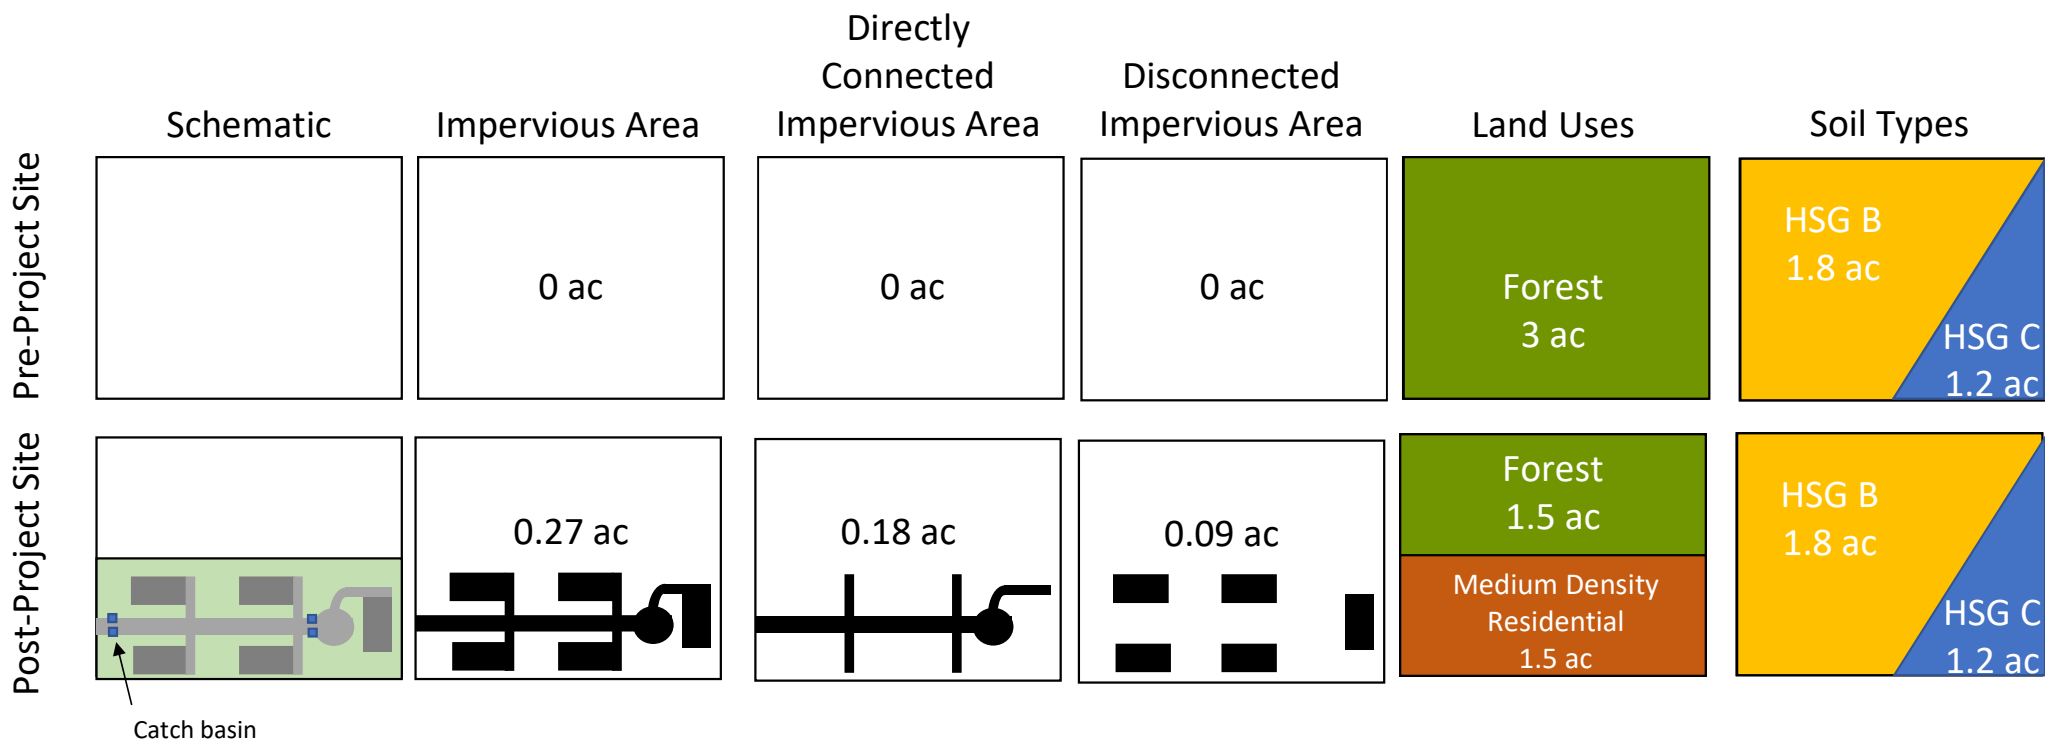 Schematic
Impervious Area
Directly
Connected
Impervious Area
Disconnected
Impervious Area
Land Uses
Soil Types
Pre-Project Site
0 ac
0 ac
0 ac
Forest
3 ac
HSG B
1.8 ac
HSG C
1.2 ac
Post-Project Site
0.27 ac
0.18 ac
0.09 ac
Forest
1.5 ac
Medium Density
Residential
1.5 ac
HSG B
1.8 ac
HSG C
1.2 ac
Catch basin